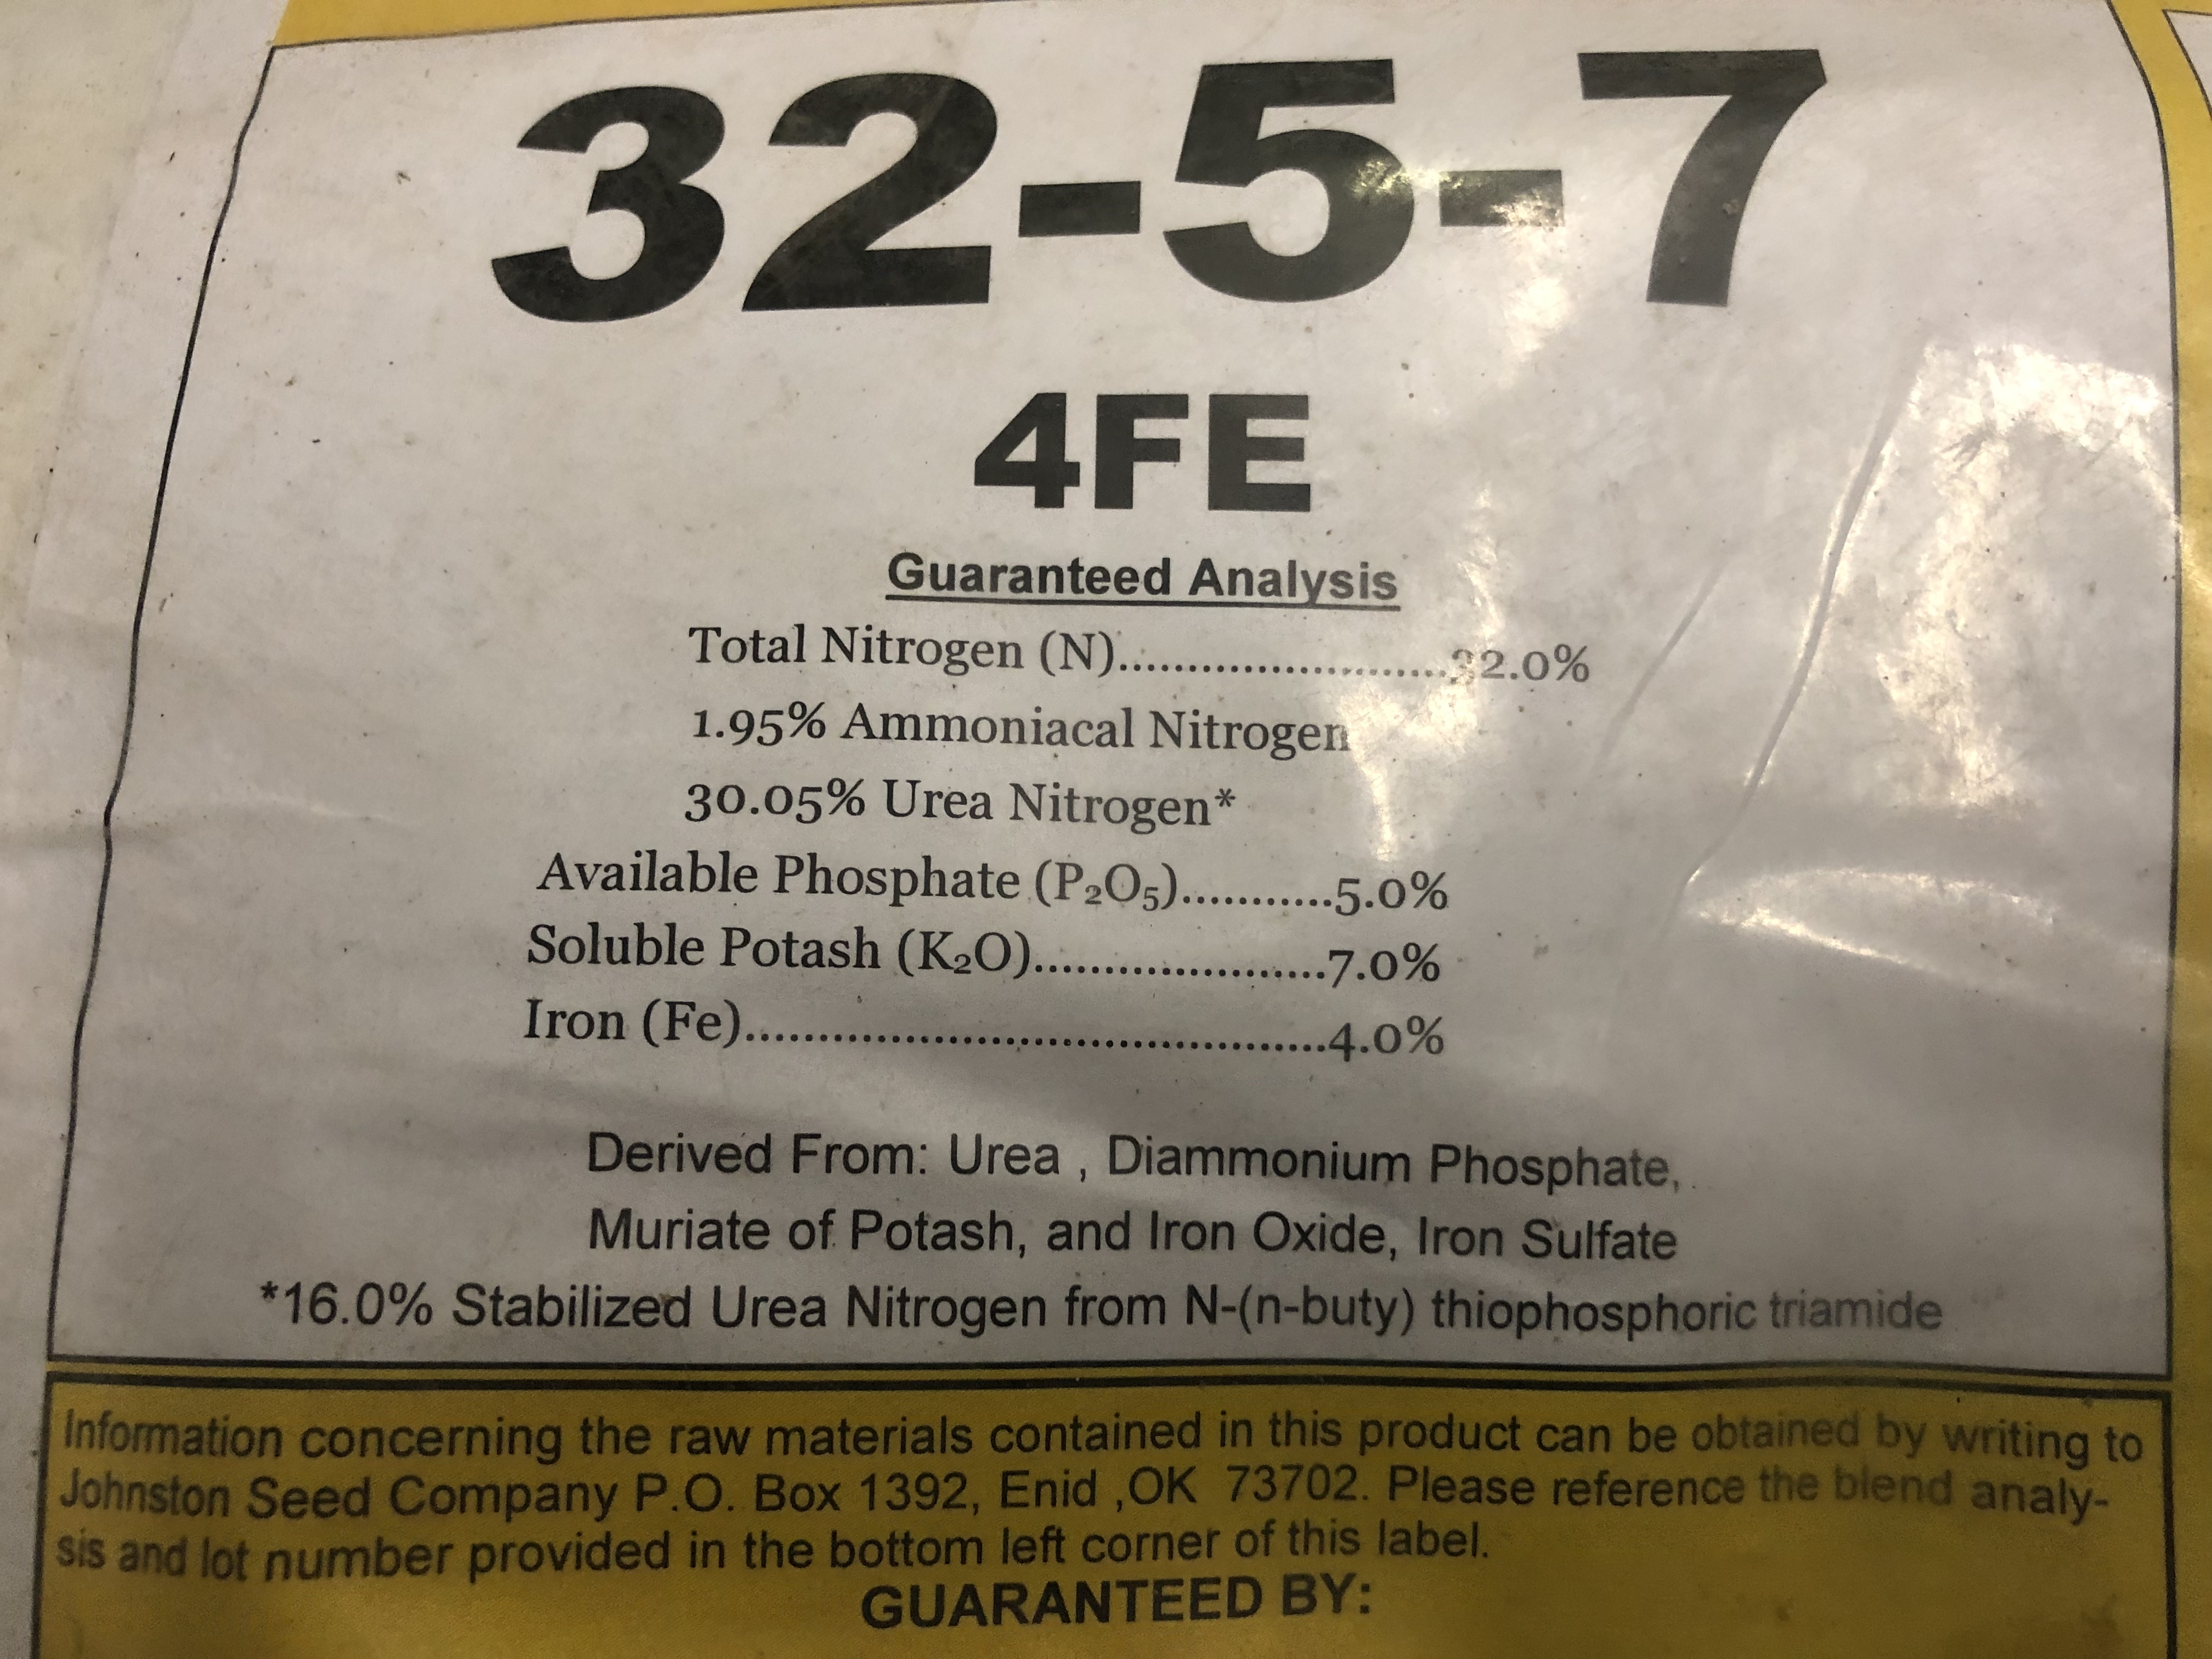 32-5-7
4FE
Guaranteed Analysis
Total Nitrogen (N)........................32.0%
1.95% Ammoniacal Nitrogen
30.05% Urea Nitrogen*
Available Phosphate (P₂O₅)...........5.0%
Soluble Potash (K₂O).....................7.0%
Iron (Fe).........................................4.0%
Derived From: Urea , Diammonium Phosphate,
Muriate of Potash, and Iron Oxide, Iron Sulfate
*16.0% Stabilized Urea Nitrogen from N-(n-buty) thiophosphoric triamide
Information concerning the raw materials contained in this product can be obtained by writing to
Johnston Seed Company P.O. Box 1392, Enid ,OK 73702. Please reference the blend analy-
sis and lot number provided in the bottom left corner of this label.
GUARANTEED BY: